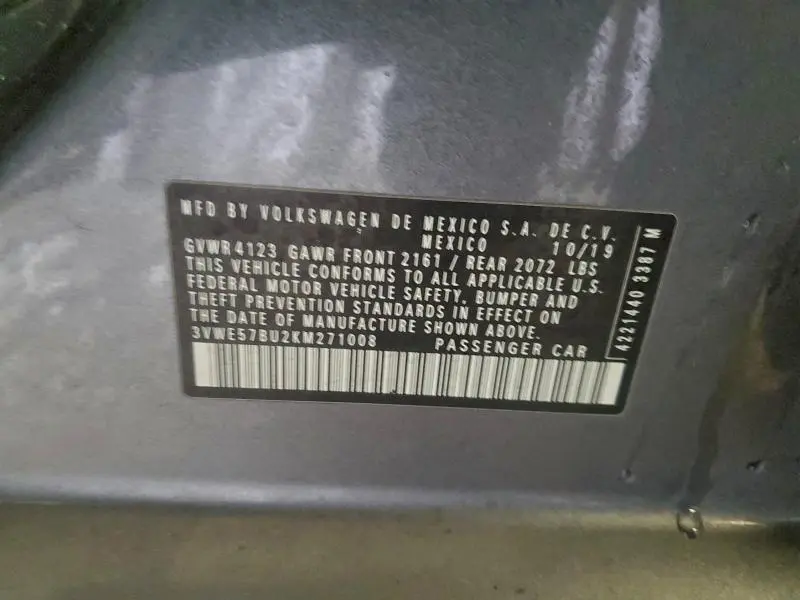 MFD BY VOLKSWAGEN DE MEXICO S.A. DE C.V.
MEXICO 10/19
GVWR 4123 GAWR FRONT 2161 / REAR 2072 LBS
THIS VEHICLE CONFORMS TO ALL APPLICABLE U.S.
FEDERAL MOTOR VEHICLE SAFETY, BUMPER AND
THEFT PREVENTION STANDARDS IN EFFECT ON
THE DATE OF MANUFACTURE SHOWN ABOVE.
3VWE57BU2KM271008 PASSENGER CAR
4221440 3387 M